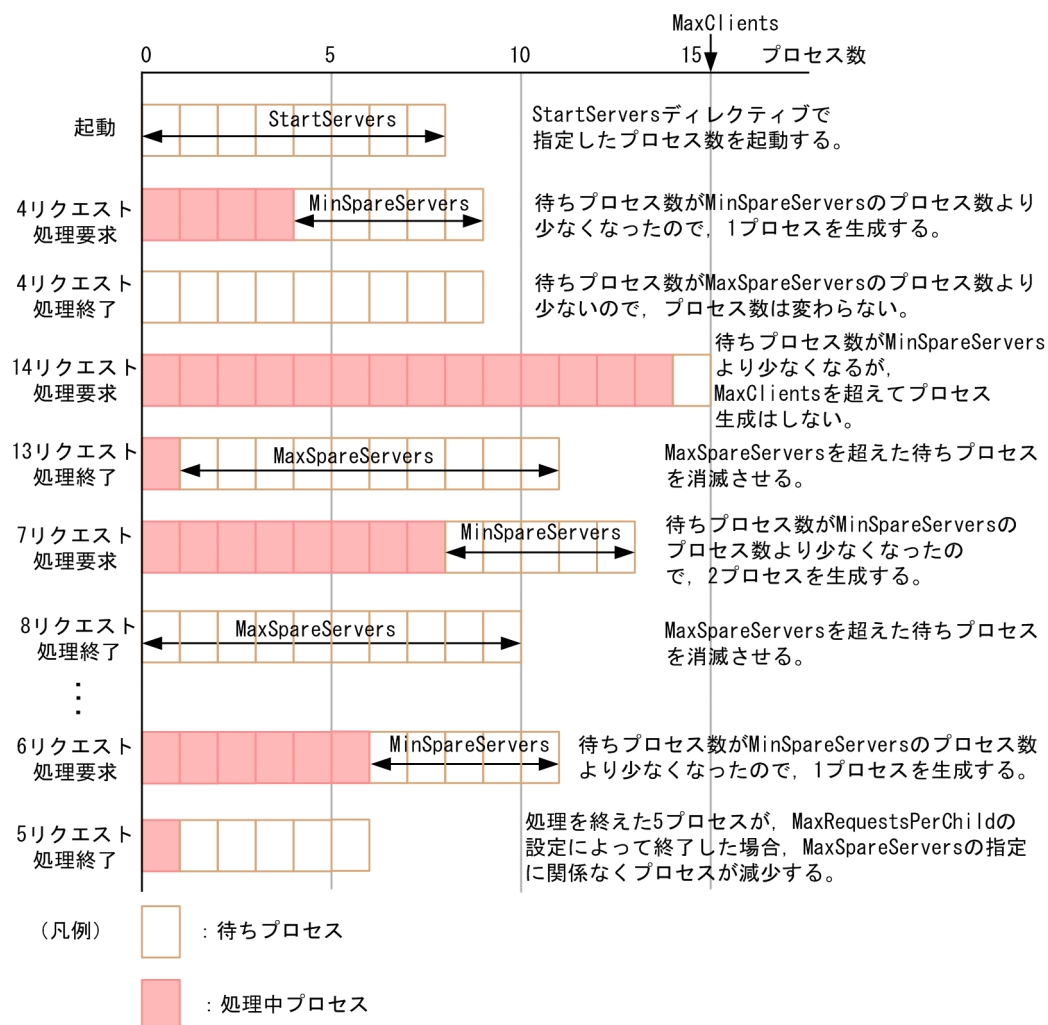 MaxClients
0
5
10
15
プロセス数
起動
StartServers
StartServersディレクティブで
指定したプロセス数を起動する。
4リクエスト
処理要求
MinSpareServers
待ちプロセス数がMinSpareServersのプロセス数より
少なくなったので，1プロセスを生成する。
4リクエスト
処理終了
待ちプロセス数がMaxSpareServersのプロセス数より
少ないので，プロセス数は変わらない。
14リクエスト
処理要求
待ちプロセス数がMinSpareServers
より少なくなるが，
MaxClientsを超えてプロセス
生成はしない。
13リクエスト
処理終了
MaxSpareServers
MaxSpareServersを超えた待ちプロセス
を消滅させる。
7リクエスト
処理要求
MinSpareServers
待ちプロセス数がMinSpareServersの
プロセス数より少なくなったの
で，2プロセスを生成する。
8リクエスト
処理終了
MaxSpareServers
MaxSpareServersを超えた待ちプロセス
を消滅させる。
⋮
6リクエスト
処理要求
MinSpareServers
待ちプロセス数がMinSpareServersのプロセス数
より少なくなったので，1プロセスを生成する。
5リクエスト
処理終了
処理を終えた5プロセスが，MaxRequestsPerChildの
設定によって終了した場合，MaxSpareServersの指定
に関係なくプロセスが減少する。
（凡例）
：待ちプロセス
：処理中プロセス